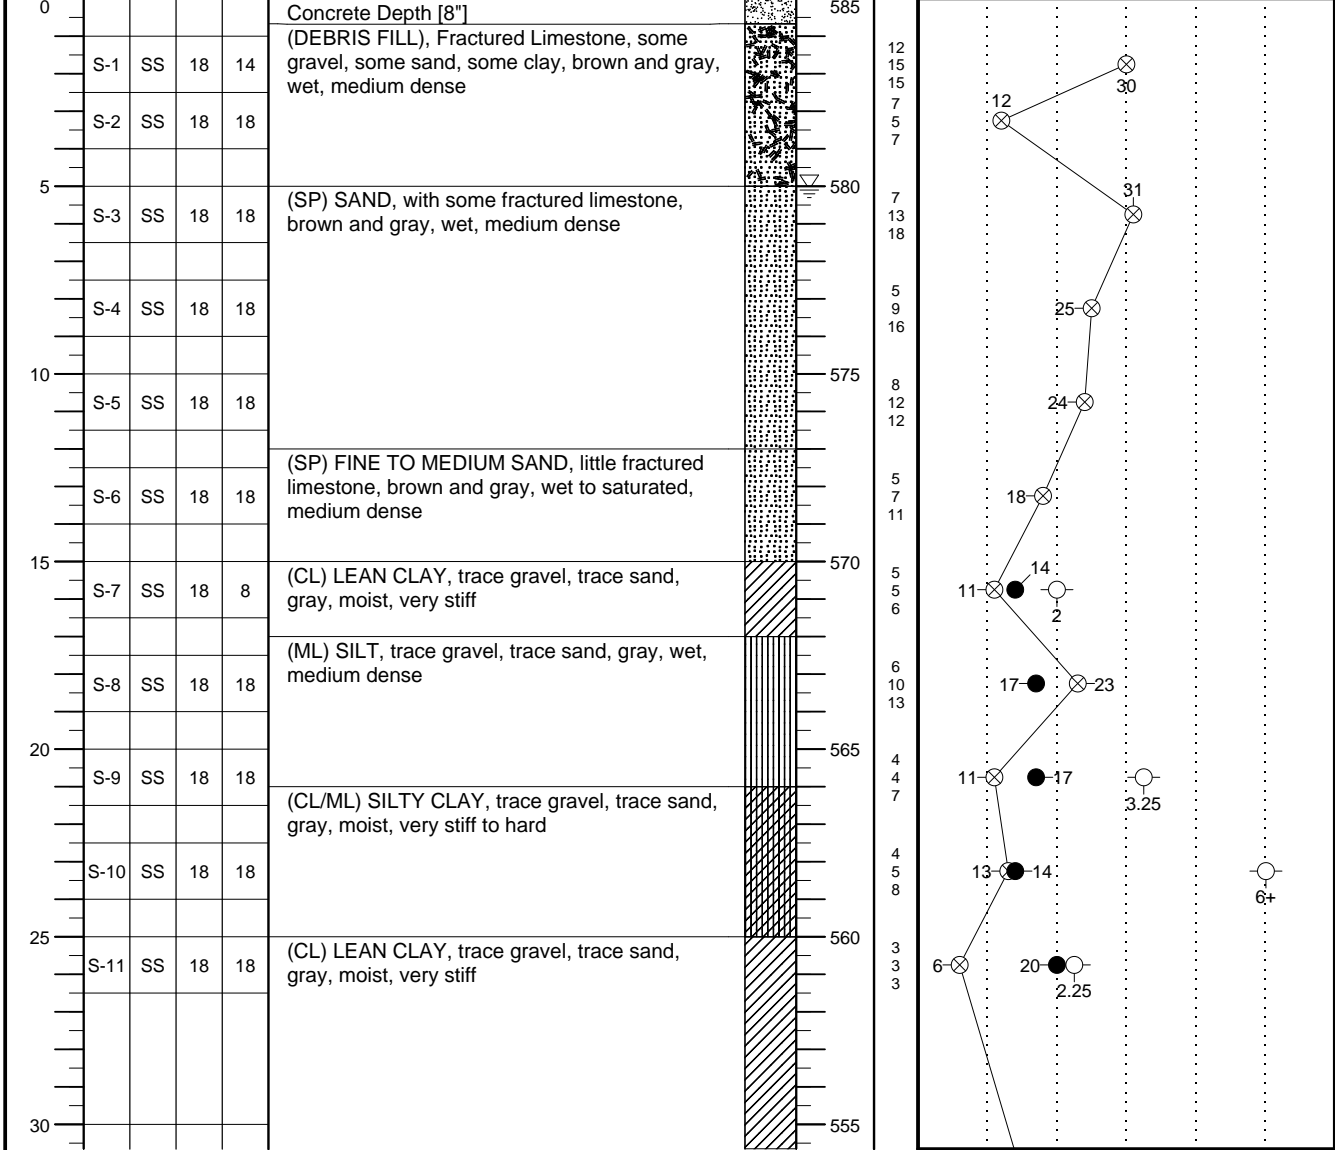 0 Concrete Depth [8"] 585
(DEBRIS FILL), Fractured Limestone, some
S-1 SS 18 14 gravel, some sand, some clay, brown and gray,
wet, medium dense
12
15
15
30
S-2 SS 18 18
7
5
7
12
5 580
(SP) SAND, with some fractured limestone,
S-3 SS 18 18 brown and gray, wet, medium dense
7
13
18
31
S-4 SS 18 18
5
9
16
25
10 575
S-5 SS 18 18
8
12
12
24
(SP) FINE TO MEDIUM SAND, little fractured
S-6 SS 18 18 limestone, brown and gray, wet to saturated,
medium dense
5
7
11
18
15 570
(CL) LEAN CLAY, trace gravel, trace sand,
S-7 SS 18 8 gray, moist, very stiff
5
5
6
11 14 2
(ML) SILT, trace gravel, trace sand, gray, wet,
medium dense
S-8 SS 18 18
6
10
13
17 23
20 565
S-9 SS 18 18
4
4
7
11 17 3.25
(CL/ML) SILTY CLAY, trace gravel, trace sand,
gray, moist, very stiff to hard
S-10 SS 18 18
4
5
8
13 14 6+
25 560
(CL) LEAN CLAY, trace gravel, trace sand,
S-11 SS 18 18 gray, moist, very stiff
3
3
3
6 20 2.25
30 555